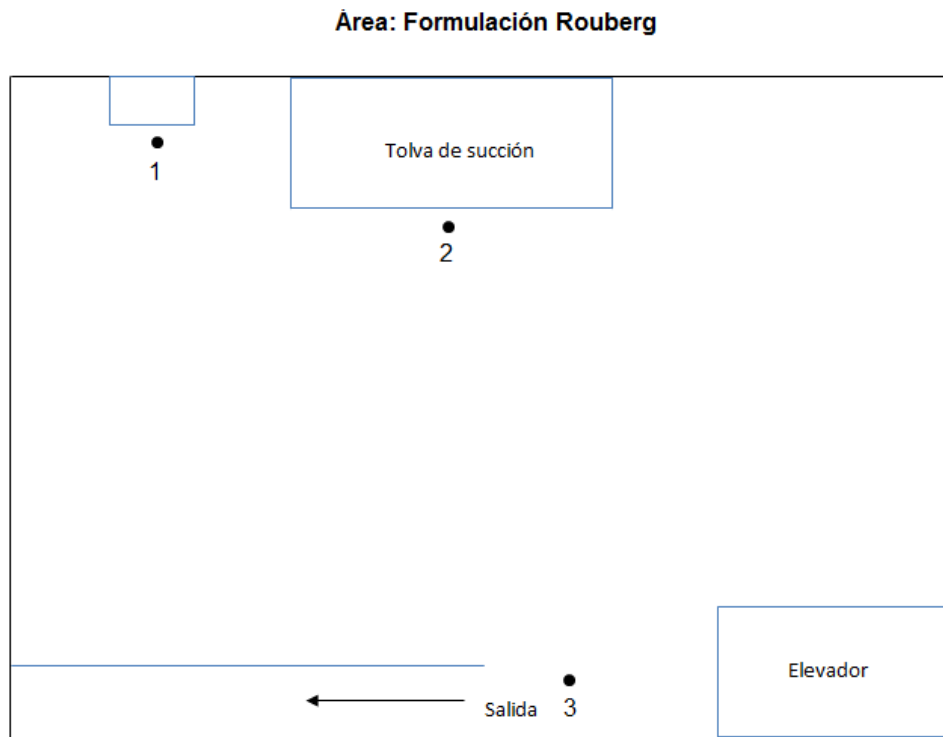 Área: Formulación Rouberg
Tolva de succión
1
2
Elevador
Salida 3